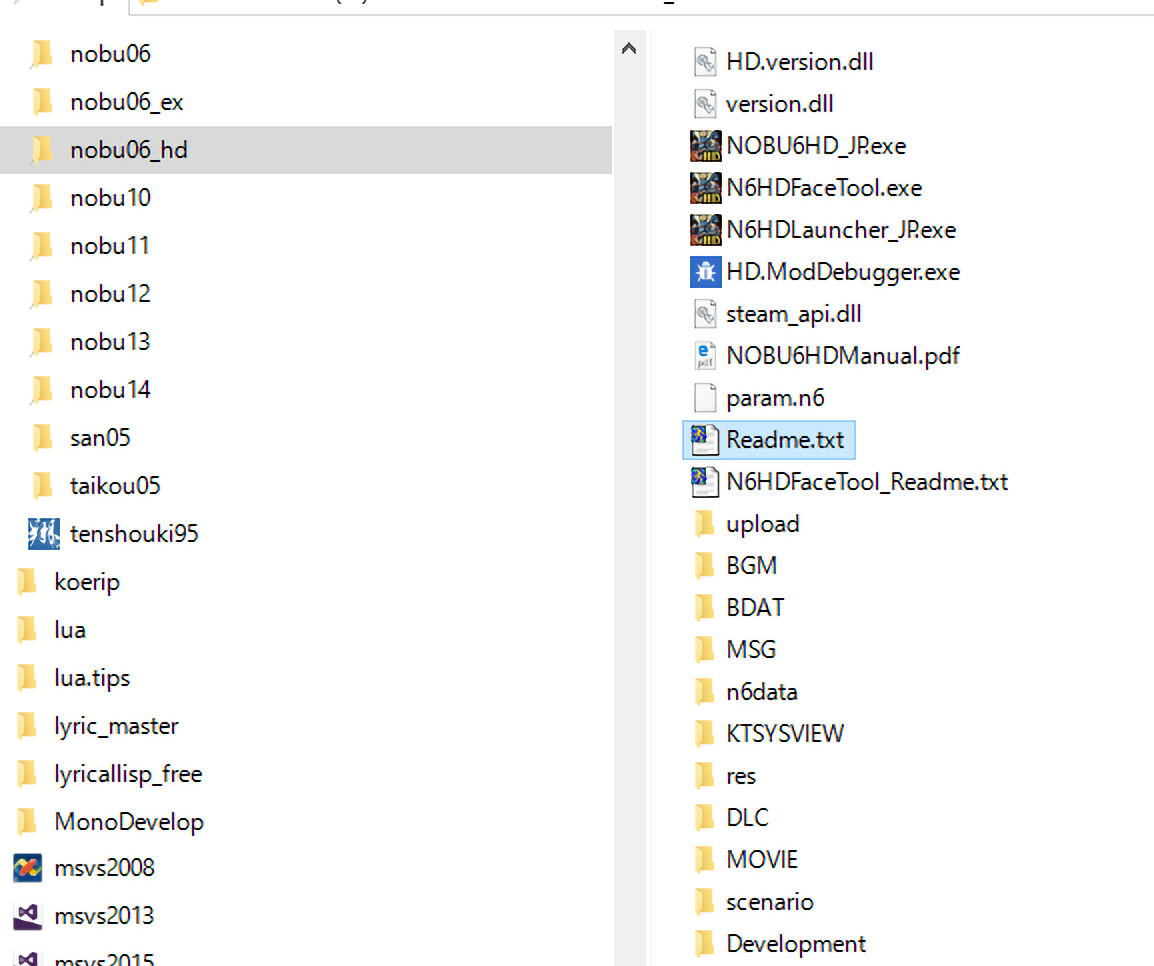 nobu06
nobu06_ex
nobu06_hd
nobu10
nobu11
nobu12
nobu13
nobu14
san05
taikou05
tenshouki95
koerip
lua
lua.tips
lyric_master
lyricallisp_free
MonoDevelop
msvs2008
msvs2013
msvs2015
HD.version.dll
version.dll
NOBU6HD_JP.exe
N6HDFaceTool.exe
N6HDLauncher_JP.exe
HD.ModDebugger.exe
steam_api.dll
NOBU6HDManual.pdf
param.n6
Readme.txt
N6HDFaceTool_Readme.txt
upload
BGM
BDAT
MSG
n6data
KTSYSVIEW
res
DLC
MOVIE
scenario
Development